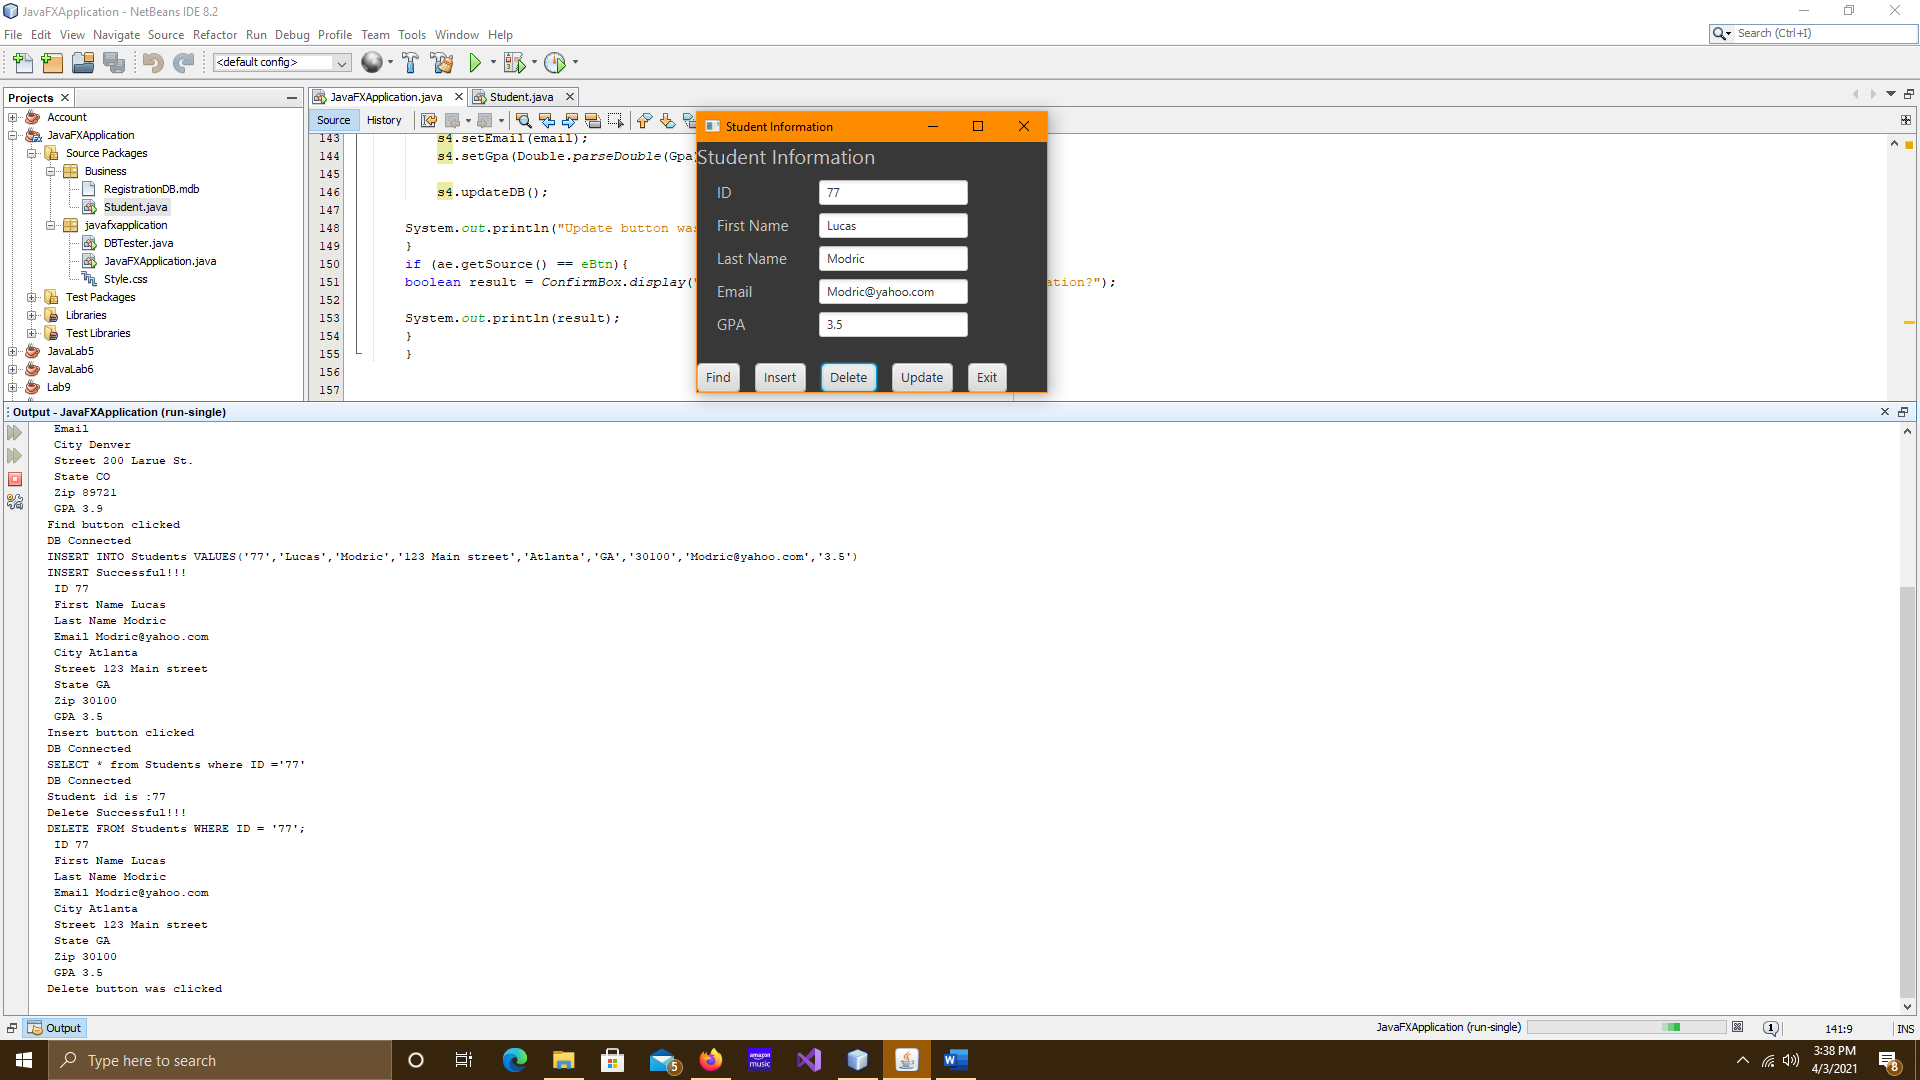 JavaFXApplication - NetBeans IDE 8.2
File Edit View Navigate Source Refactor Run Debug Profile Team Tools Window Help
Search (Ctrl+I)
<default config>
Projects
JavaFXApplication.java
Student.java
Account
JavaFXApplication
Source Packages
Business
RegistrationDB.mdb
Student.java
javafxapplication
DBTester.java
JavaFXApplication.java
Style.css
Test Packages
Libraries
Test Libraries
JavaLab5
JavaLab6
Lab9
Source History
143 s4.setEmail(email);
144 s4.setGpa(Double.parseDouble(Gpa)
145
146 s4.updateDB();
147
148 System.out.println("Update button was
149 }
150 if (ae.getSource() == eBtn){
151 boolean result = ConfirmBox.display(" ation?");
152
153 System.out.println(result);
154 }
155 }
156
157
Student Information
Student Information
ID 77
First Name Lucas
Last Name Modric
Email Modric@yahoo.com
GPA 3.5
Find Insert Delete Update Exit
Output - JavaFXApplication (run-single)
Email
City Denver
Street 200 Larue St.
State CO
Zip 89721
GPA 3.9
Find button clicked
DB Connected
INSERT INTO Students VALUES('77','Lucas','Modric','123 Main street','Atlanta','GA','30100','Modric@yahoo.com','3.5')
INSERT Successful!!!
ID 77
First Name Lucas
Last Name Modric
Email Modric@yahoo.com
City Atlanta
Street 123 Main street
State GA
Zip 30100
GPA 3.5
Insert button clicked
DB Connected
SELECT * from Students where ID ='77'
DB Connected
Student id is :77
Delete Successful!!!
DELETE FROM Students WHERE ID = '77';
ID 77
First Name Lucas
Last Name Modric
Email Modric@yahoo.com
City Atlanta
Street 123 Main street
State GA
Zip 30100
GPA 3.5
Delete button was clicked
Output
JavaFXApplication (run-single)
1
141:9
INS
Type here to search
5
amazon music
3:38 PM
4/3/2021
8